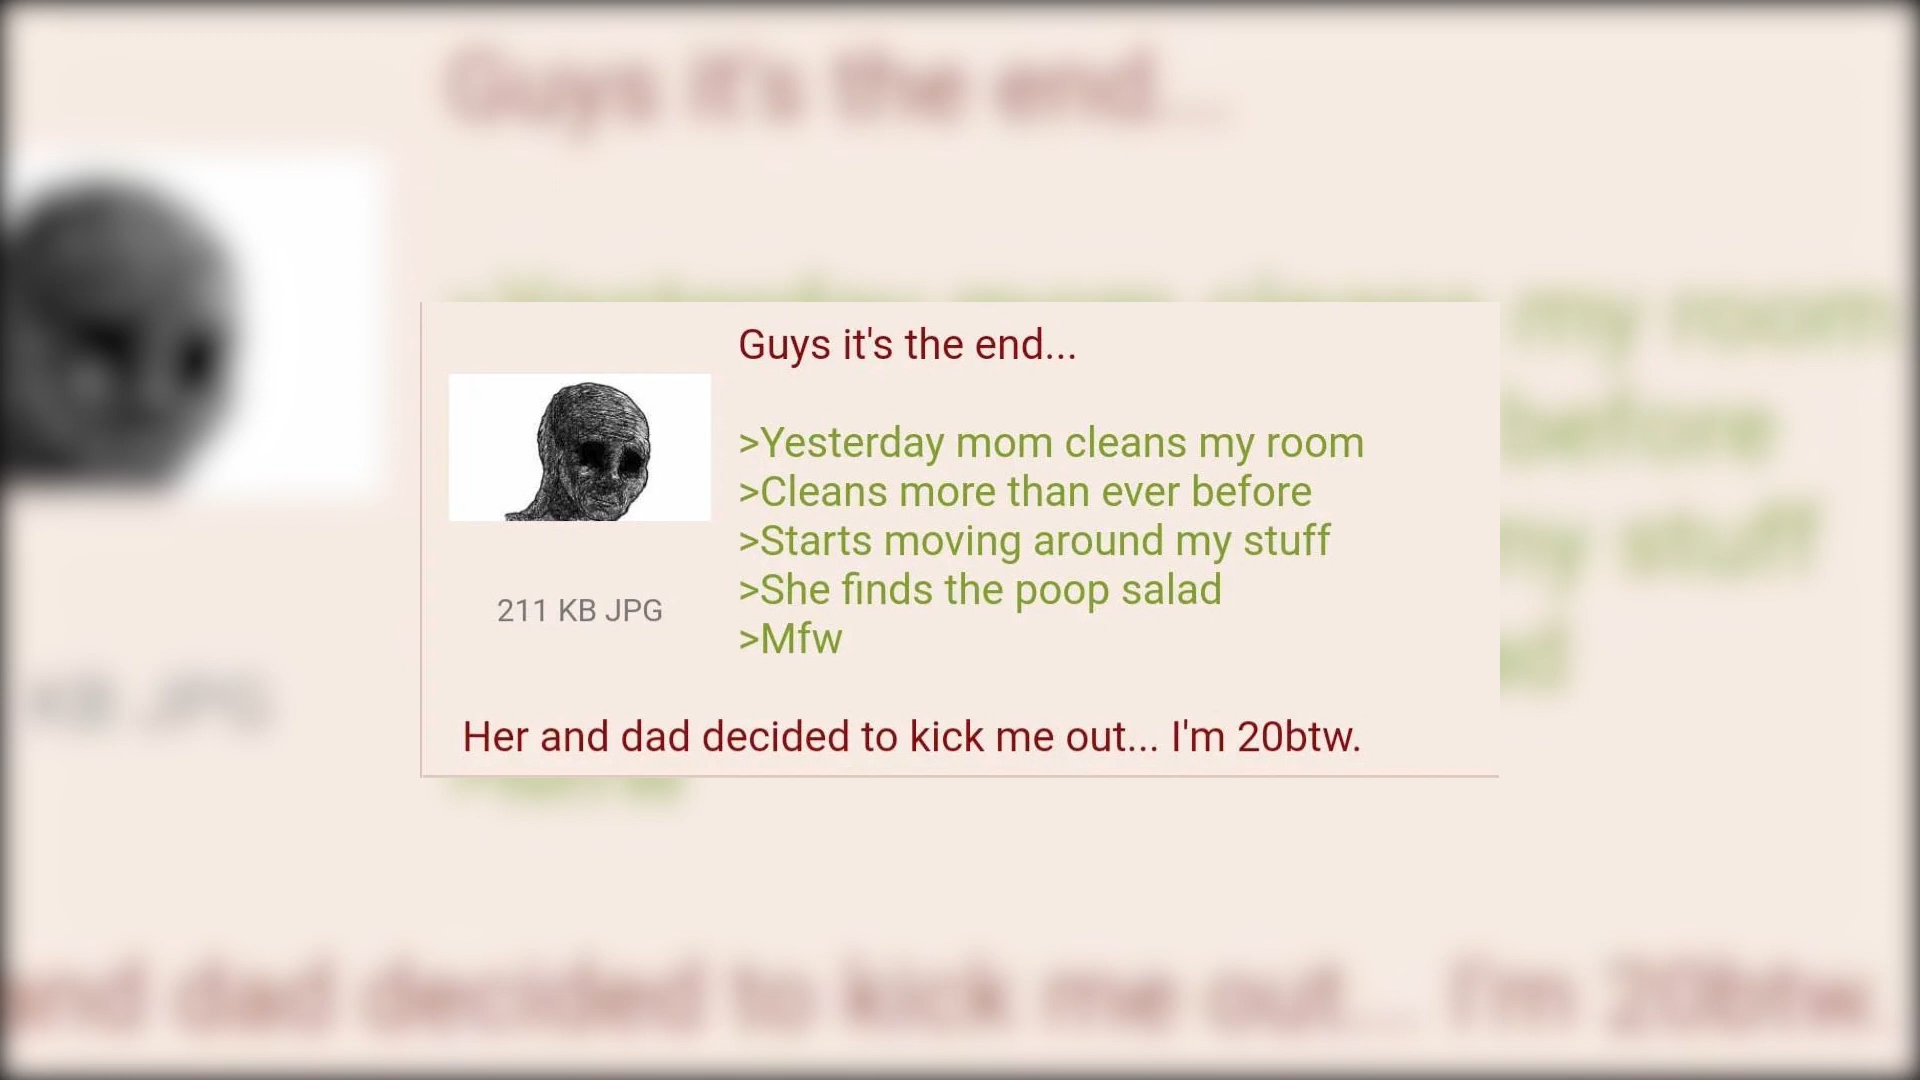 Guys it's the end...
>Yesterday mom cleans my room
>Cleans more than ever before
>Starts moving around my stuff
>She finds the poop salad
>Mfw
211 KB JPG
Her and dad decided to kick me out... I'm 20btw.